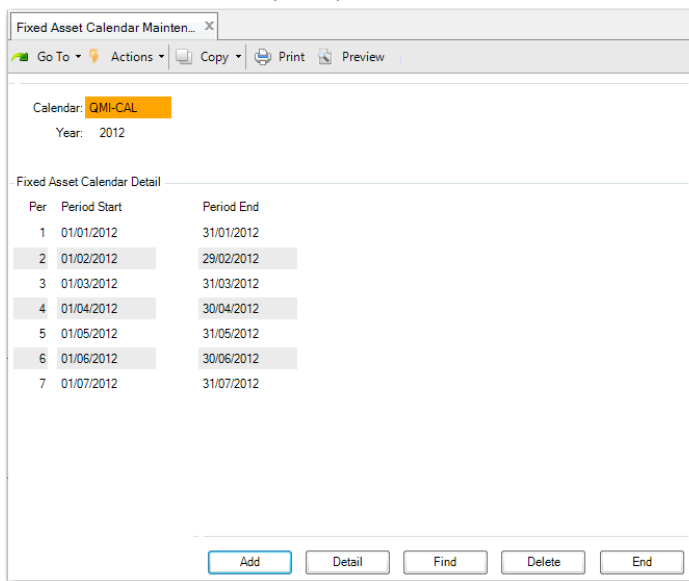 Fixed Asset Calendar Mainten... X
Go To Actions Copy Print Preview
Calendar: QMI-CAL
Year: 2012
Fixed Asset Calendar Detail
Per Period Start Period End
1 01/01/2012 31/01/2012
2 01/02/2012 29/02/2012
3 01/03/2012 31/03/2012
4 01/04/2012 30/04/2012
5 01/05/2012 31/05/2012
6 01/06/2012 30/06/2012
7 01/07/2012 31/07/2012
Add Detail Find Delete End